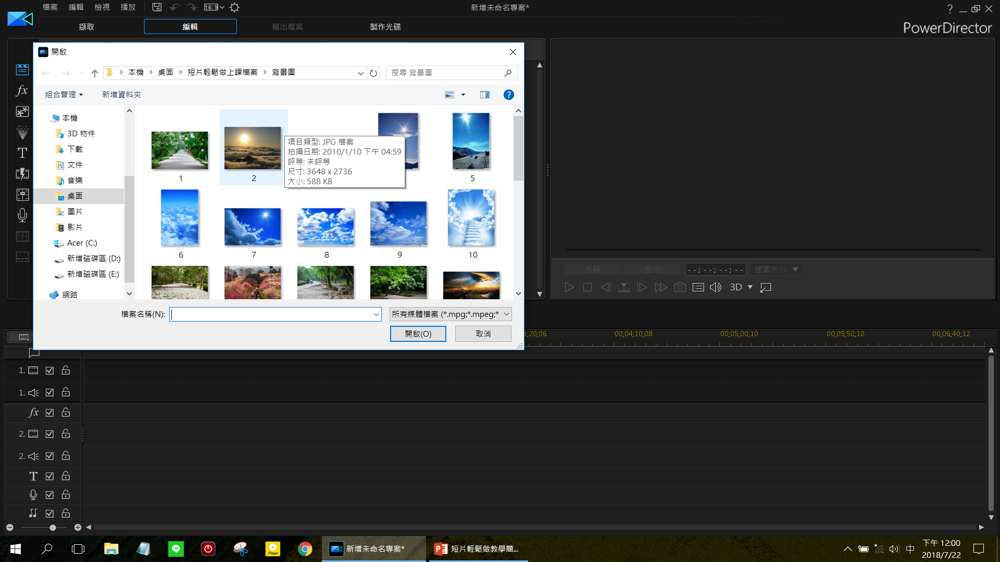 檔案 編輯 檢視 播放
16:9
新增未命名專案*
?
擷取 編輯 輸出檔案 製作光碟
PowerDirector
開啟
本機 > 桌面 > 短片輕鬆做上課檔案 > 背景圖
搜尋 背景圖
組合管理 新增資料夾
?
本機
3D 物件
下載
文件
音樂
桌面
圖片
影片
Acer (C:)
新增磁碟區 (D:)
新增磁碟區 (E:)
網路
項目類型: JPG 檔案
拍攝日期: 2010/1/10 下午 04:59
評等: 未評等
尺寸: 3648 x 2736
大小: 588 KB
1 2 5
6 7 8 9 10
檔案名稱(N):
所有媒體檔案 (*.mpg;*.mpeg;*
開啟(O) 取消
fx
T
片段 全片 --;--;--;-- 適當大小
3D
3;20;06 00;04;10;08 00;05;00;10 00;05;50;10 00;06;40;12
1.
1.
fx
2.
2.
T
LINE
Player
新增未命名專案*
短片輕鬆做教學簡...
中
下午 12:00
2018/7/22